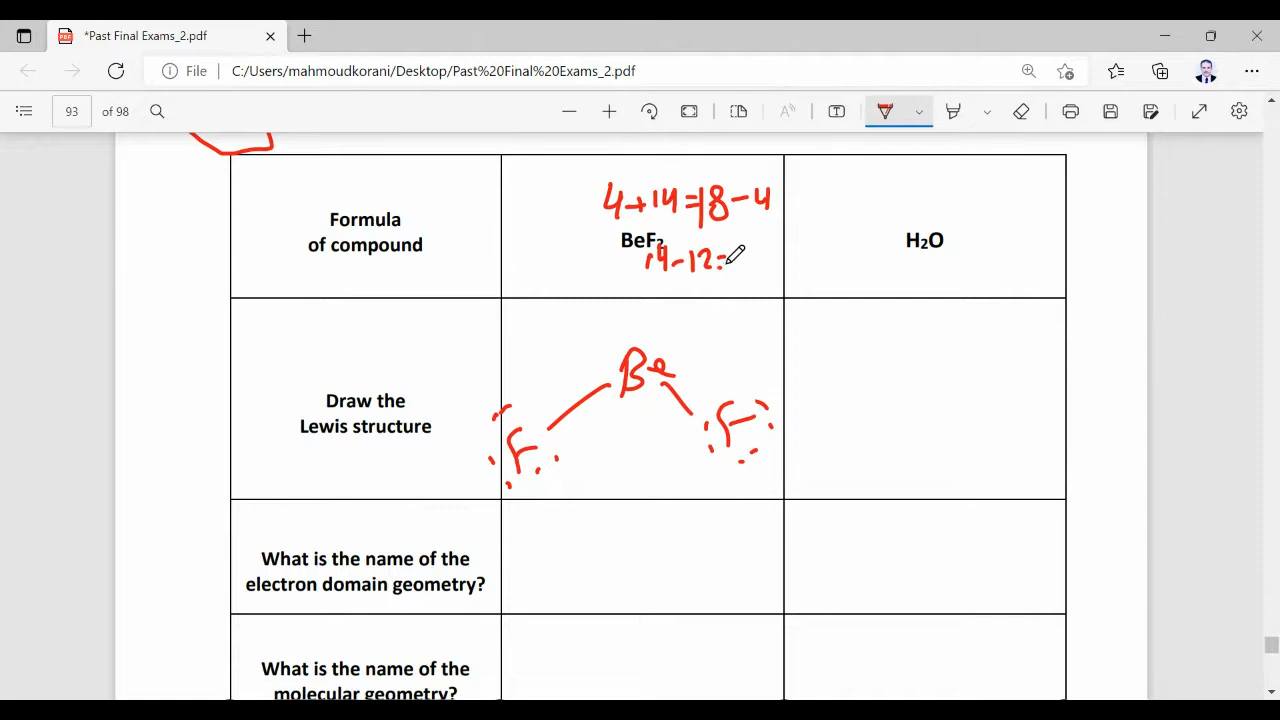 *Past Final Exams_2.pdf
File C:/Users/mahmoudkorani/Desktop/Past%20Final%20Exams_2.pdf
93 of 98
Formula
of compound
4+14=18-4
BeF2
14-12=
H2O
Draw the
Lewis structure
Be
F
F
What is the name of the
electron domain geometry?
What is the name of the
molecular geometry?